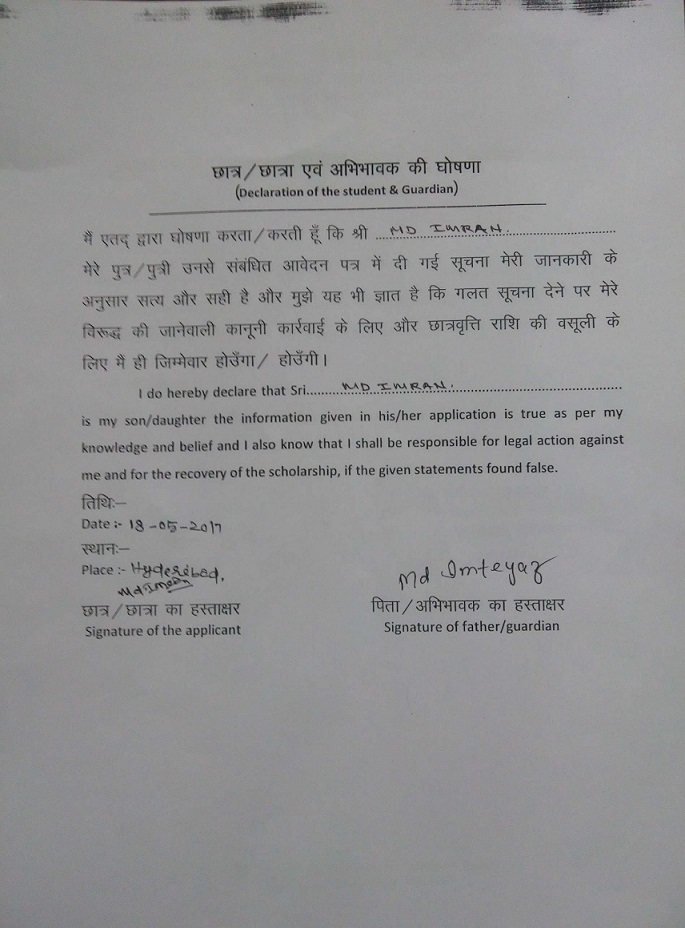 छात्र/छात्रा एवं अभिभावक की घोषणा
(Declaration of the student & Guardian)
मैं एतद् द्वारा घोषणा करता/करती हूँ कि श्री ...MD IMRAN.............................
मेरे पुत्र/पुत्री उनसे संबंधित आवेदन पत्र में दी गई सूचना मेरी जानकारी के
अनुसार सत्य और सही है और मुझे यह भी ज्ञात है कि गलत सूचना देने पर मेरे
विरूद्ध की जानेवाली कानूनी कार्रवाई के लिए और छात्रवृत्ति राशि की वसूली के
लिए मैं ही जिम्मेवार होउँगा/ होउँगी।
I do hereby declare that Sri.........MD IMRAN..........................................
is my son/daughter the information given in his/her application is true as per my
knowledge and belief and I also know that I shall be responsible for legal action against
me and for the recovery of the scholarship, if the given statements found false.
तिथिः–
Date :- 18-05-2017
स्थानः–
Place :- Hyderabad,
Md Imran
Md Imteyaz
छात्र/छात्रा का हस्ताक्षर
पिता/अभिभावक का हस्ताक्षर
Signature of the applicant
Signature of father/guardian